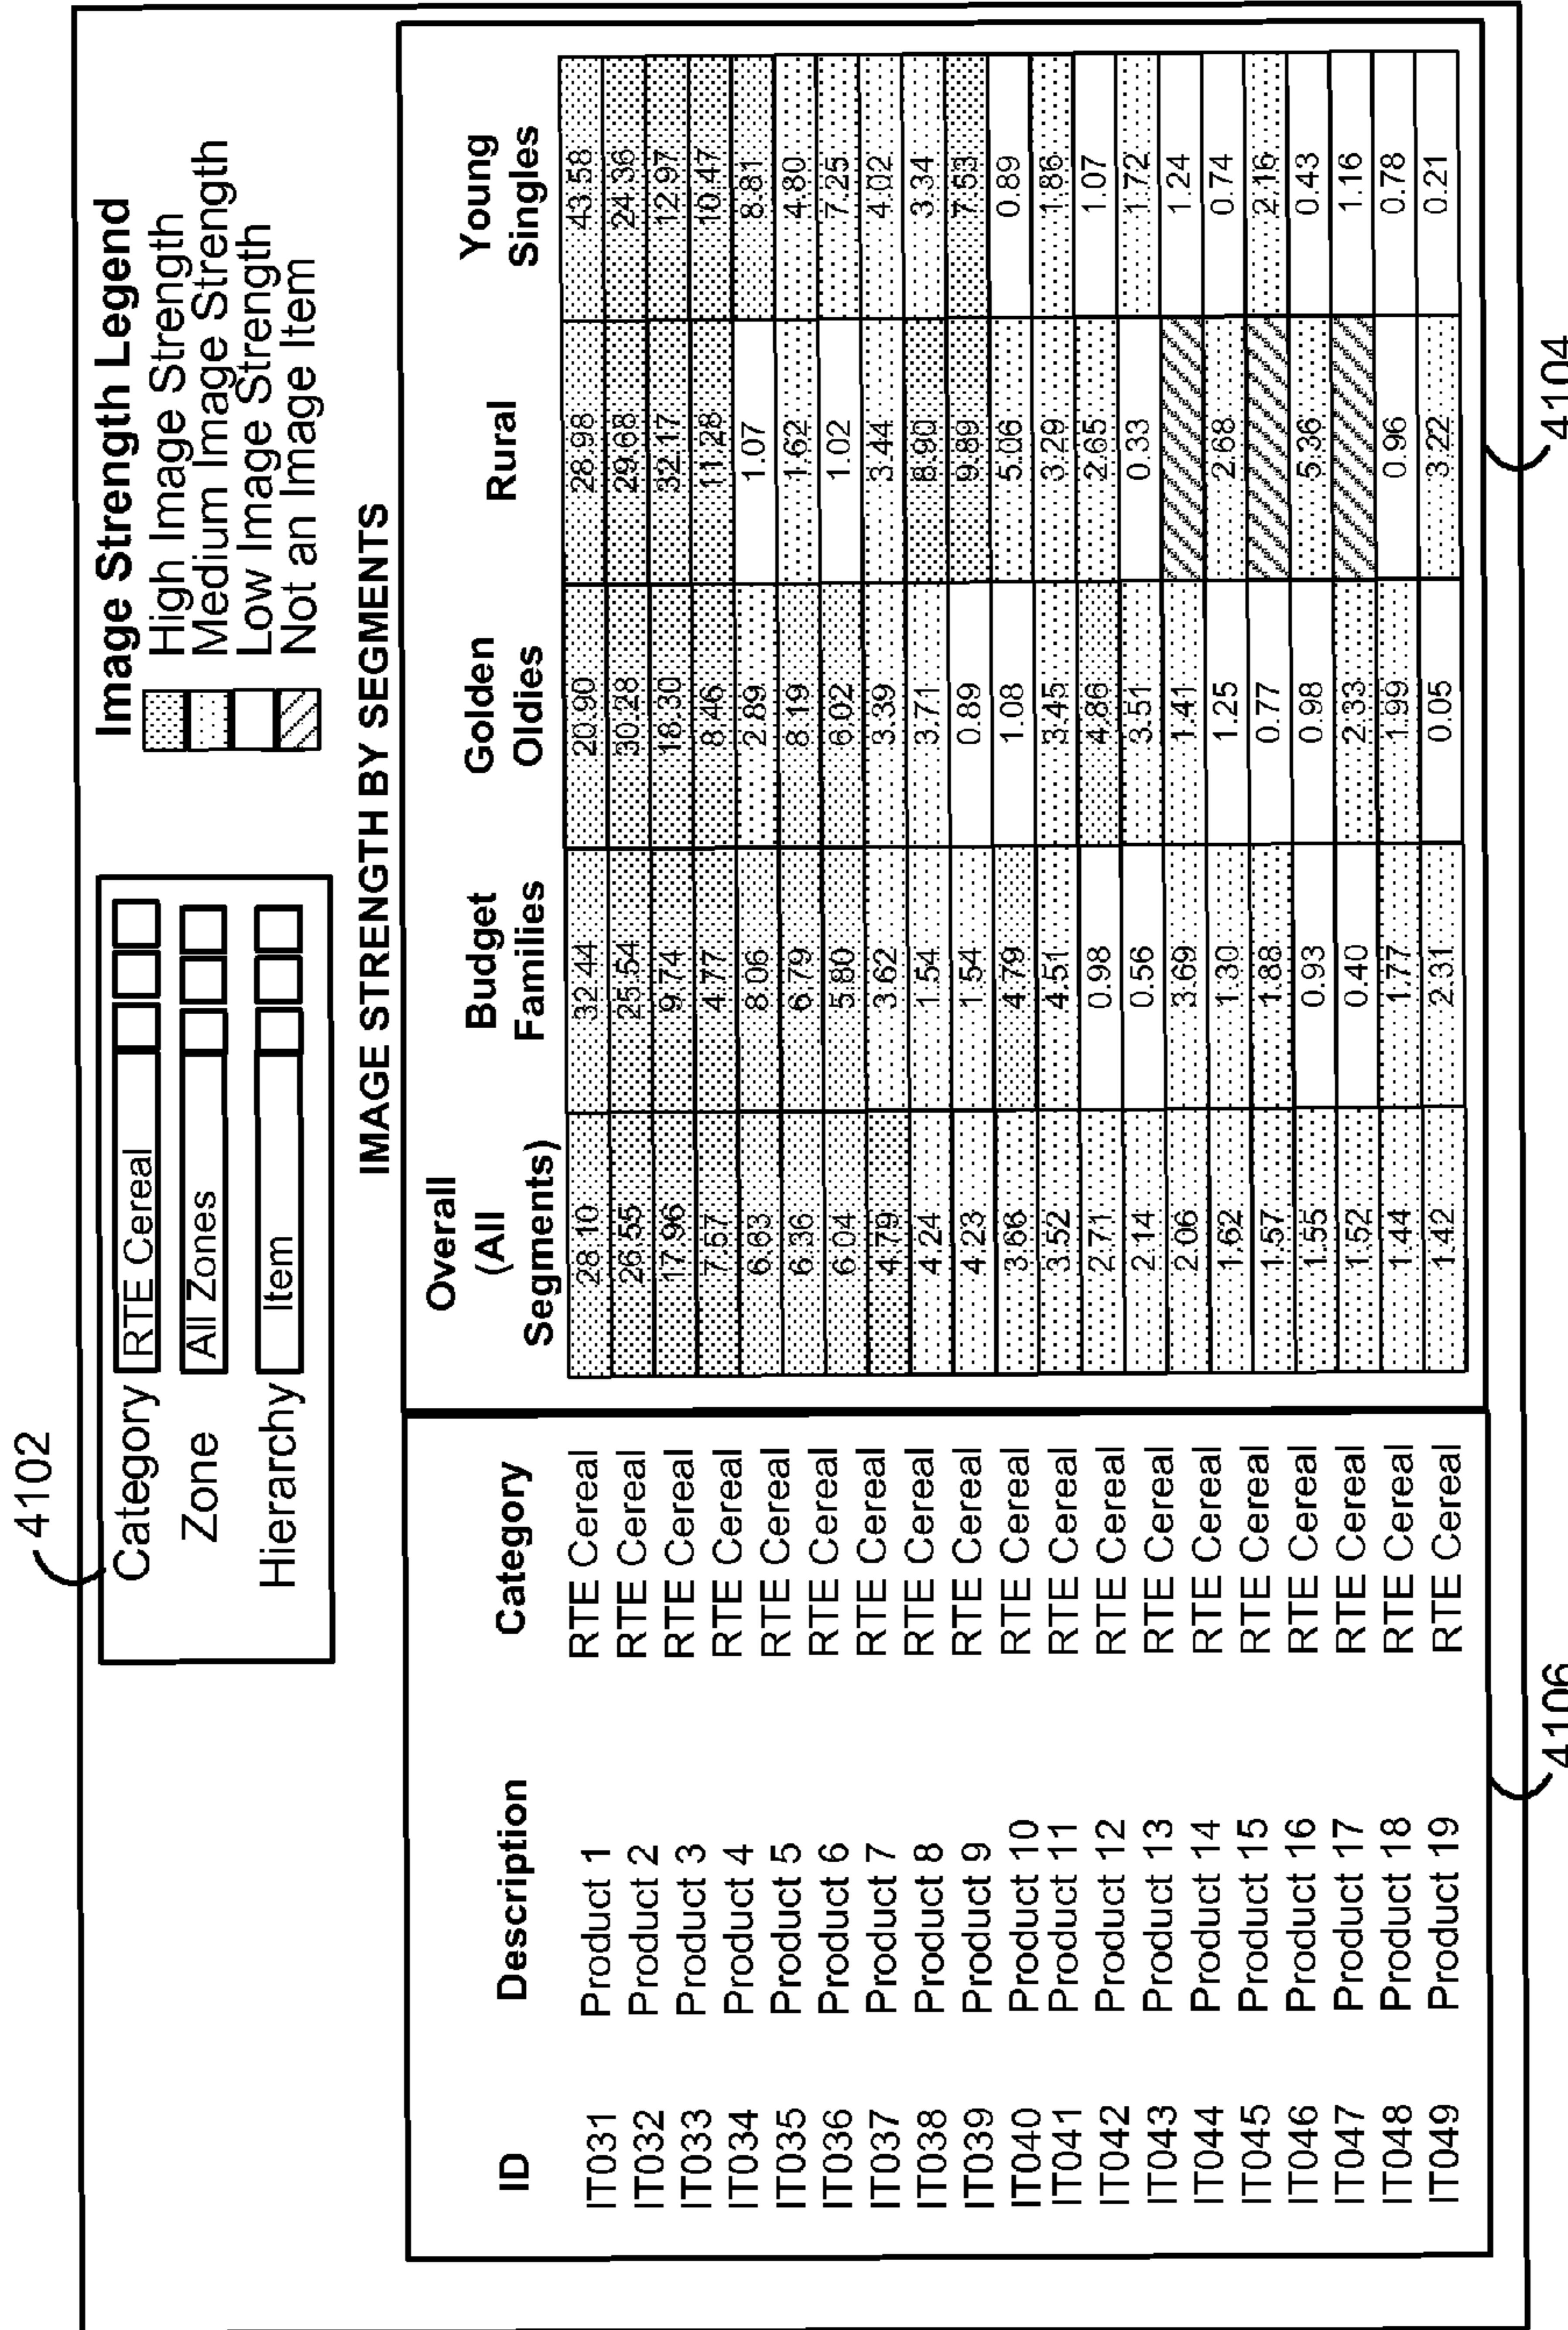 4102
Category RTE Cereal
Zone All Zones
Hierarchy Item
Image Strength Legend
High Image Strength
Medium Image Strength
Low Image Strength
Not an Image Item
IMAGE STRENGTH BY SEGMENTS
ID Description Category
IT031 Product 1 RTE Cereal
IT032 Product 2 RTE Cereal
IT033 Product 3 RTE Cereal
IT034 Product 4 RTE Cereal
IT035 Product 5 RTE Cereal
IT036 Product 6 RTE Cereal
IT037 Product 7 RTE Cereal
IT038 Product 8 RTE Cereal
IT039 Product 9 RTE Cereal
IT040 Product 10 RTE Cereal
IT041 Product 11 RTE Cereal
IT042 Product 12 RTE Cereal
IT043 Product 13 RTE Cereal
IT044 Product 14 RTE Cereal
IT045 Product 15 RTE Cereal
IT046 Product 16 RTE Cereal
IT047 Product 17 RTE Cereal
IT048 Product 18 RTE Cereal
IT049 Product 19 RTE Cereal
Overall
(All Budget Golden Rural Young
Segments) Families Oldies Singles
28.10 32.44 20.90 28.98 43.58
26.55 25.54 30.28 29.68 24.36
17.96 9.74 18.30 32.17 12.97
7.57 4.77 8.46 11.28 10.47
6.63 8.06 2.89 1.07 8.81
6.36 6.79 8.19 1.62 4.80
6.04 5.80 6.02 1.02 7.25
4.79 3.62 3.39 3.44 4.02
4.24 1.54 3.71 8.90 3.34
4.23 1.54 0.89 9.89 7.53
3.66 4.79 1.08 5.06 0.89
3.52 4.51 3.45 3.29 1.86
2.71 0.98 4.86 2.65 1.07
2.14 0.56 3.51 0.33 1.72
2.06 3.69 1.41 1.24
1.62 1.30 1.25 2.68 0.74
1.57 1.88 0.77 2.16
1.55 0.93 0.98 5.36 0.43
1.52 0.40 2.33 1.16
1.44 1.77 1.99 0.96 0.78
1.42 2.31 0.05 3.22 0.21
4106 4104